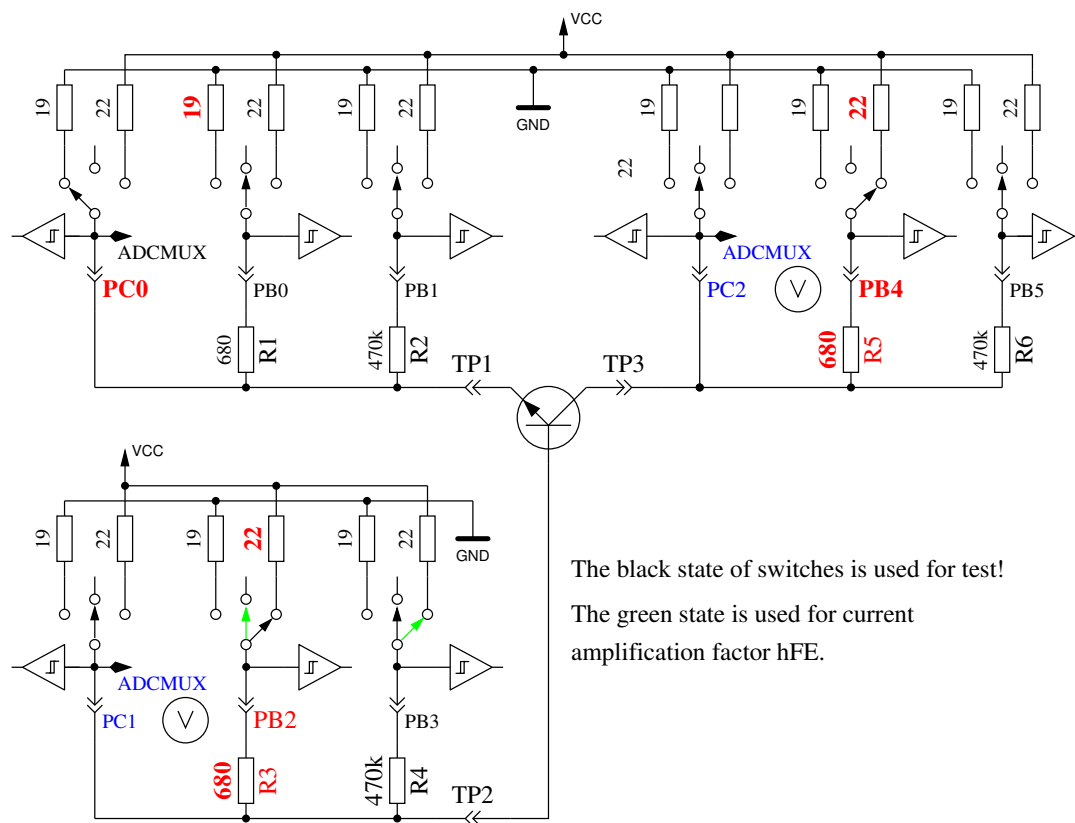 VCC
19
22
19
22
19
22
19
22
19
22
19
22
GND
22
ADCMUX
ADCMUX
PC0
PB0
PB1
PC2
V
PB4
PB5
680
R1
470k
R2
680
R5
470k
R6
TP1
TP3
VCC
19
22
19
22
19
22
GND
The black state of switches is used for test!
The green state is used for current
amplification factor hFE.
ADCMUX
PC1
V
PB2
PB3
680
R3
470k
R4
TP2